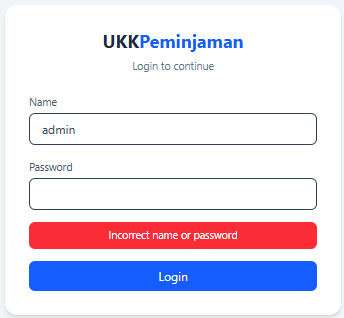 UKKPeminjaman
Login to continue
Name
admin
Password
Incorrect name or password
Login